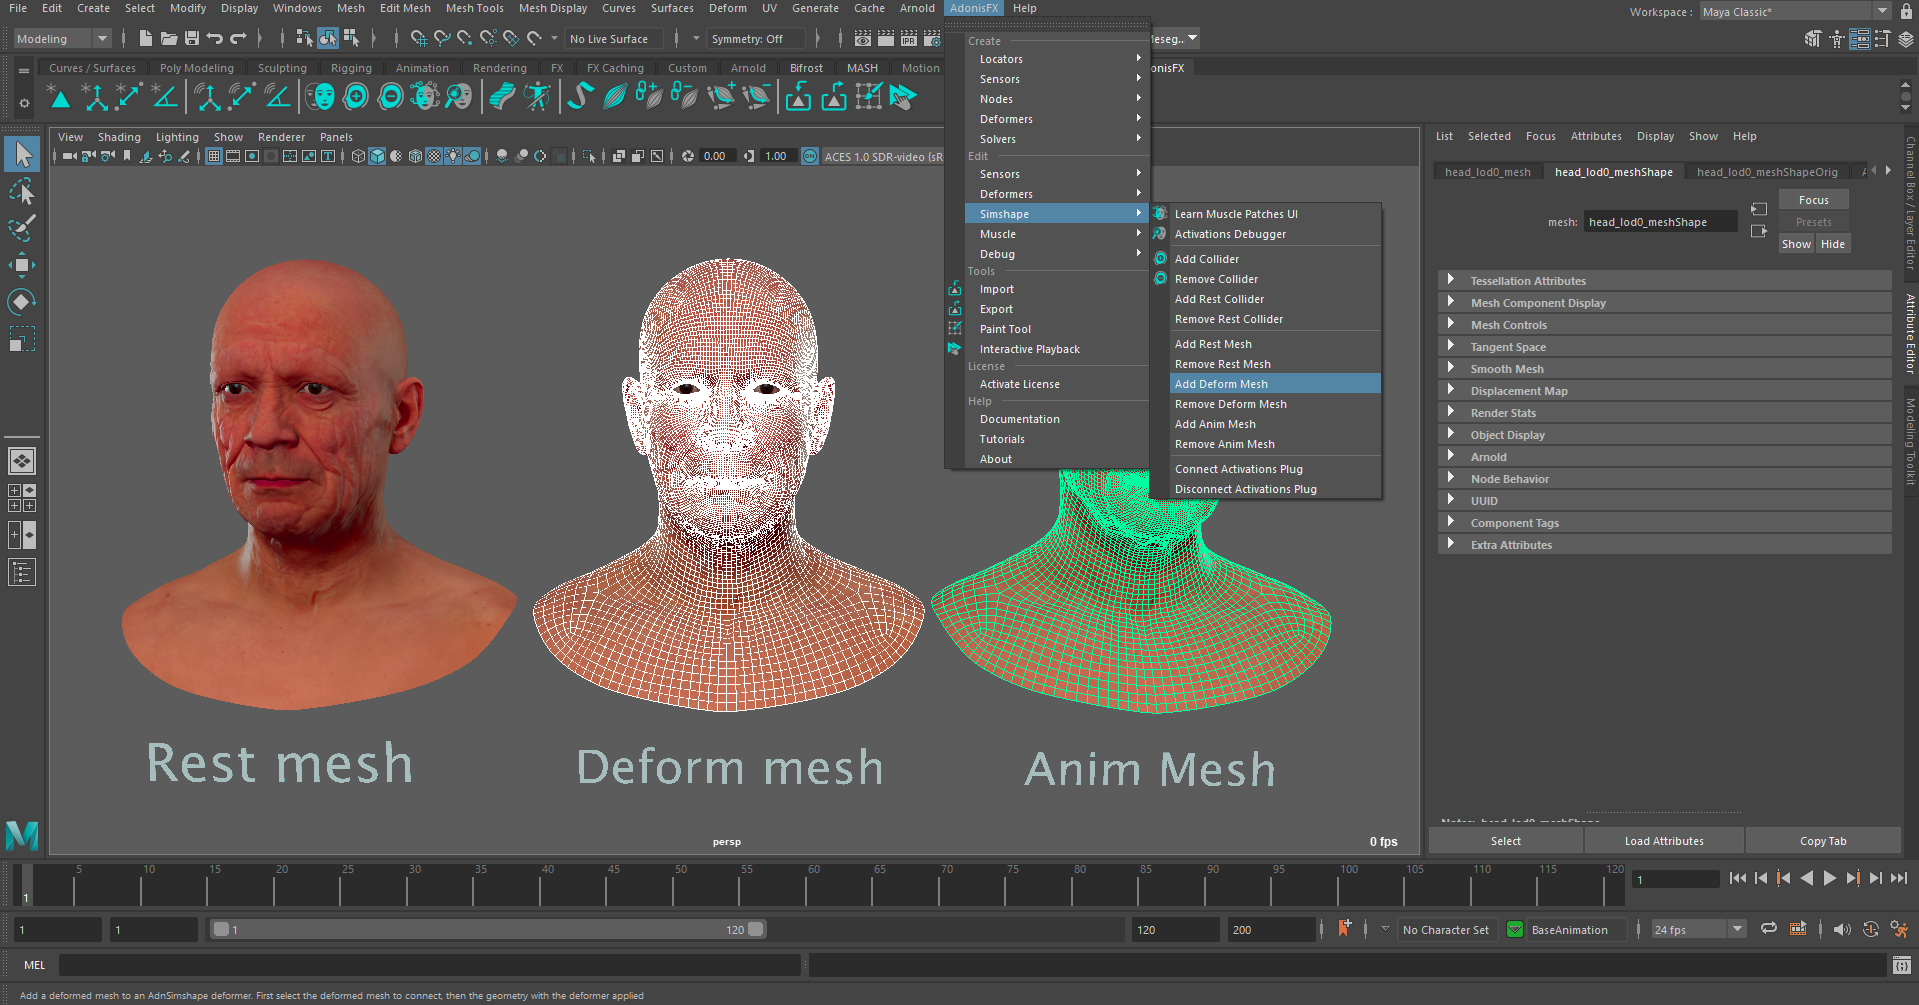 File Edit Create Select Modify Display Windows Mesh Edit Mesh Mesh Tools Mesh Display Curves Surfaces Deform UV Generate Cache Arnold AdonisFX Help
Workspace : Maya Classic*
Modeling No Live Surface Symmetry: Off
Curves / Surfaces Poly Modeling Sculpting Rigging Animation Rendering FX FX Caching Custom Arnold Bifrost MASH Motion
View Shading Lighting Show Renderer Panels
0.00 1.00 ACES 1.0 SDR-video (sR
Create
Locators
Sensors
Nodes
Deformers
Solvers
Edit
Sensors
Deformers
Simshape
Muscle
Debug
Tools
Import
Export
Paint Tool
Interactive Playback
License
Activate License
Help
Documentation
Tutorials
About
Learn Muscle Patches UI
Activations Debugger
Add Collider
Remove Collider
Add Rest Collider
Remove Rest Collider
Add Rest Mesh
Remove Rest Mesh
Add Deform Mesh
Remove Deform Mesh
Add Anim Mesh
Remove Anim Mesh
Connect Activations Plug
Disconnect Activations Plug
Rest mesh
Deform mesh
Anim Mesh
persp
0 fps
List Selected Focus Attributes Display Show Help
head_lod0_mesh head_lod0_meshShape head_lod0_meshShapeOrig
mesh: head_lod0_meshShape
Focus
Presets
Show Hide
Tessellation Attributes
Mesh Component Display
Mesh Controls
Tangent Space
Smooth Mesh
Displacement Map
Render Stats
Object Display
Arnold
Node Behavior
UUID
Component Tags
Extra Attributes
Select Load Attributes Copy Tab
Channel Box / Layer Editor
Attribute Editor
Modeling Toolkit
5 10 15 20 25 30 35 40 45 50 55 60 65 70 75 80 85 90 95 100 105 110 115 120
1
1
1 1 1 120 120 200 No Character Set BaseAnimation 24 fps
MEL
Add a deformed mesh to an AdnSimshape deformer. First select the deformed mesh to connect, then the geometry with the deformer applied